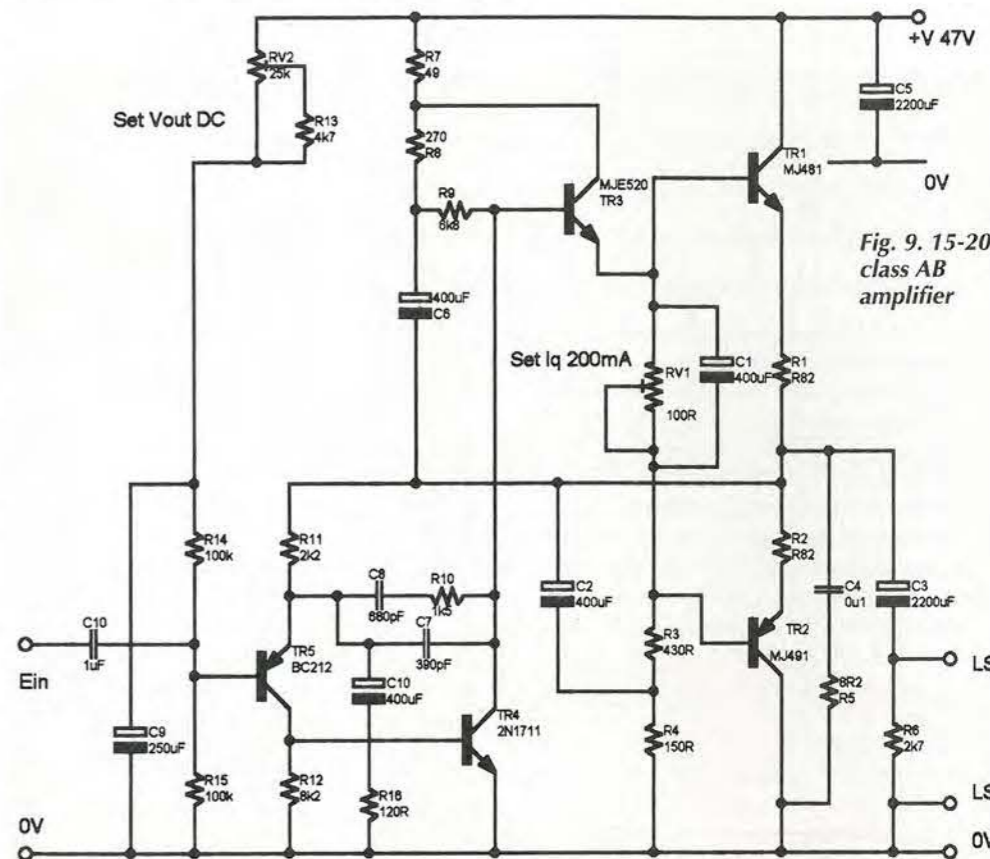 +V 47V
R7
49
RV2
25k
C5
2200uF
Set Vout DC
R13
4k7
270
R8
TR1
MJ481
0V
MJE520
TR3
R9
6k8
Fig. 9. 15-20
class AB
amplifier
400uF
C6
Set Iq 200mA
RV1
100R
C1
400uF
R1
R82
R14
100k
R11
2k2
R2
R82
C8
680pF
R10
1k5
C2
400uF
C4
0u1
C3
2200uF
C10
1uF
C7
390pF
TR5
BC212
TR2
MJ491
Ein
R3
430R
LS
C10
400uF
8R2
R5
TR4
2N1711
C9
250uF
R4
150R
R6
2k7
R15
100k
R12
8k2
R16
120R
LS
0V
0V